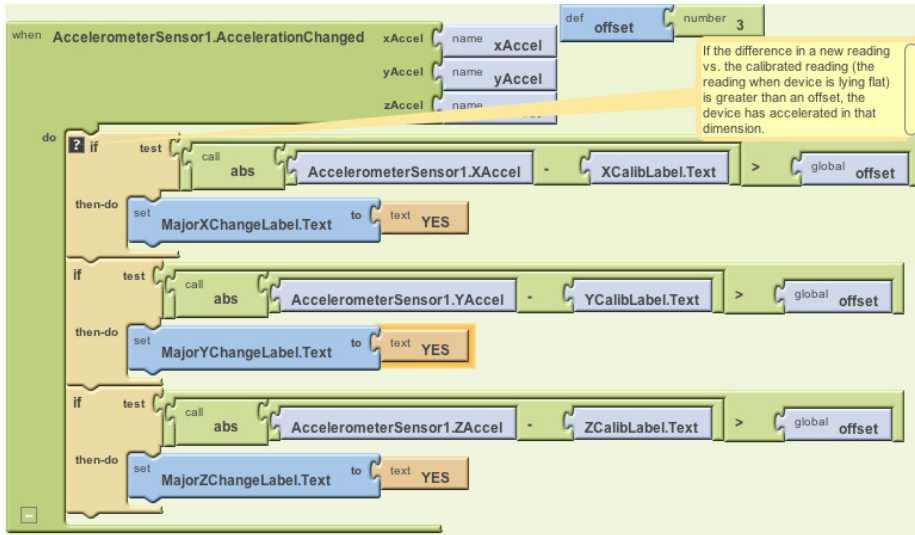 def offset number 3
when AccelerometerSensor1.AccelerationChanged xAccel name xAccel
yAccel name yAccel
zAccel name
If the difference in a new reading
vs. the calibrated reading (the
reading when device is lying flat)
is greater than an offset, the
device has accelerated in that
dimension.
do ? if test call abs AccelerometerSensor1.XAccel - XCalibLabel.Text > global offset
then-do set MajorXChangeLabel.Text to text YES
if test call abs AccelerometerSensor1.YAccel - YCalibLabel.Text > global offset
then-do set MajorYChangeLabel.Text to text YES
if test call abs AccelerometerSensor1.ZAccel - ZCalibLabel.Text > global offset
then-do set MajorZChangeLabel.Text to text YES